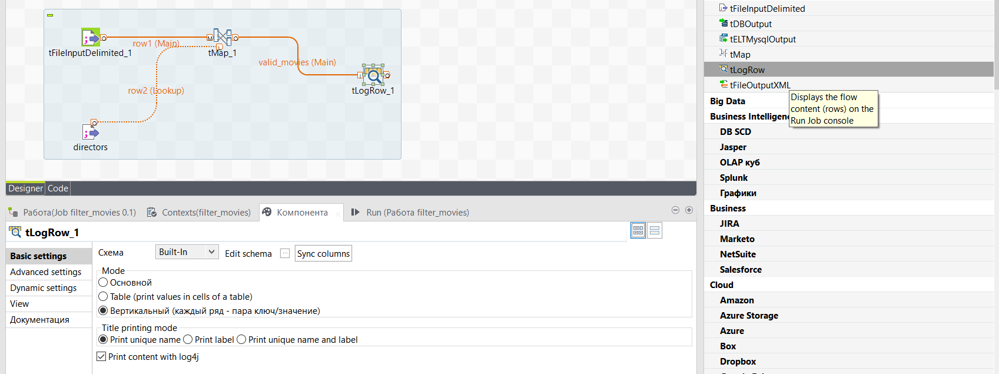 row1 (Main)
tFileInputDelimited_1
tMap_1
valid_movies (Main)
row2 (Lookup)
tLogRow_1
directors
Designer
Code
Работа(Job filter_movies 0.1)
Contexts(filter_movies)
Компонента
Run (Работа filter_movies)
tLogRow_1
Basic settings
Advanced settings
Dynamic settings
View
Документация
Схема
Built-In
Edit schema
...
Sync columns
Mode
Основной
Table (print values in cells of a table)
Вертикальный (каждый ряд - пара ключ/значение)
Title printing mode
Print unique name
Print label
Print unique name and label
Print content with log4j
tFileInputDelimited
tDBOutput
tELTMysqlOutput
tMap
tLogRow
tFileOutputXML
Displays the flow
content (rows) on the
Run Job console
Big Data
Business Intelligen
DB SCD
Jasper
OLAP куб
Splunk
Графики
Business
JIRA
Marketo
NetSuite
Salesforce
Cloud
Amazon
Azure Storage
Azure
Box
Dropbox